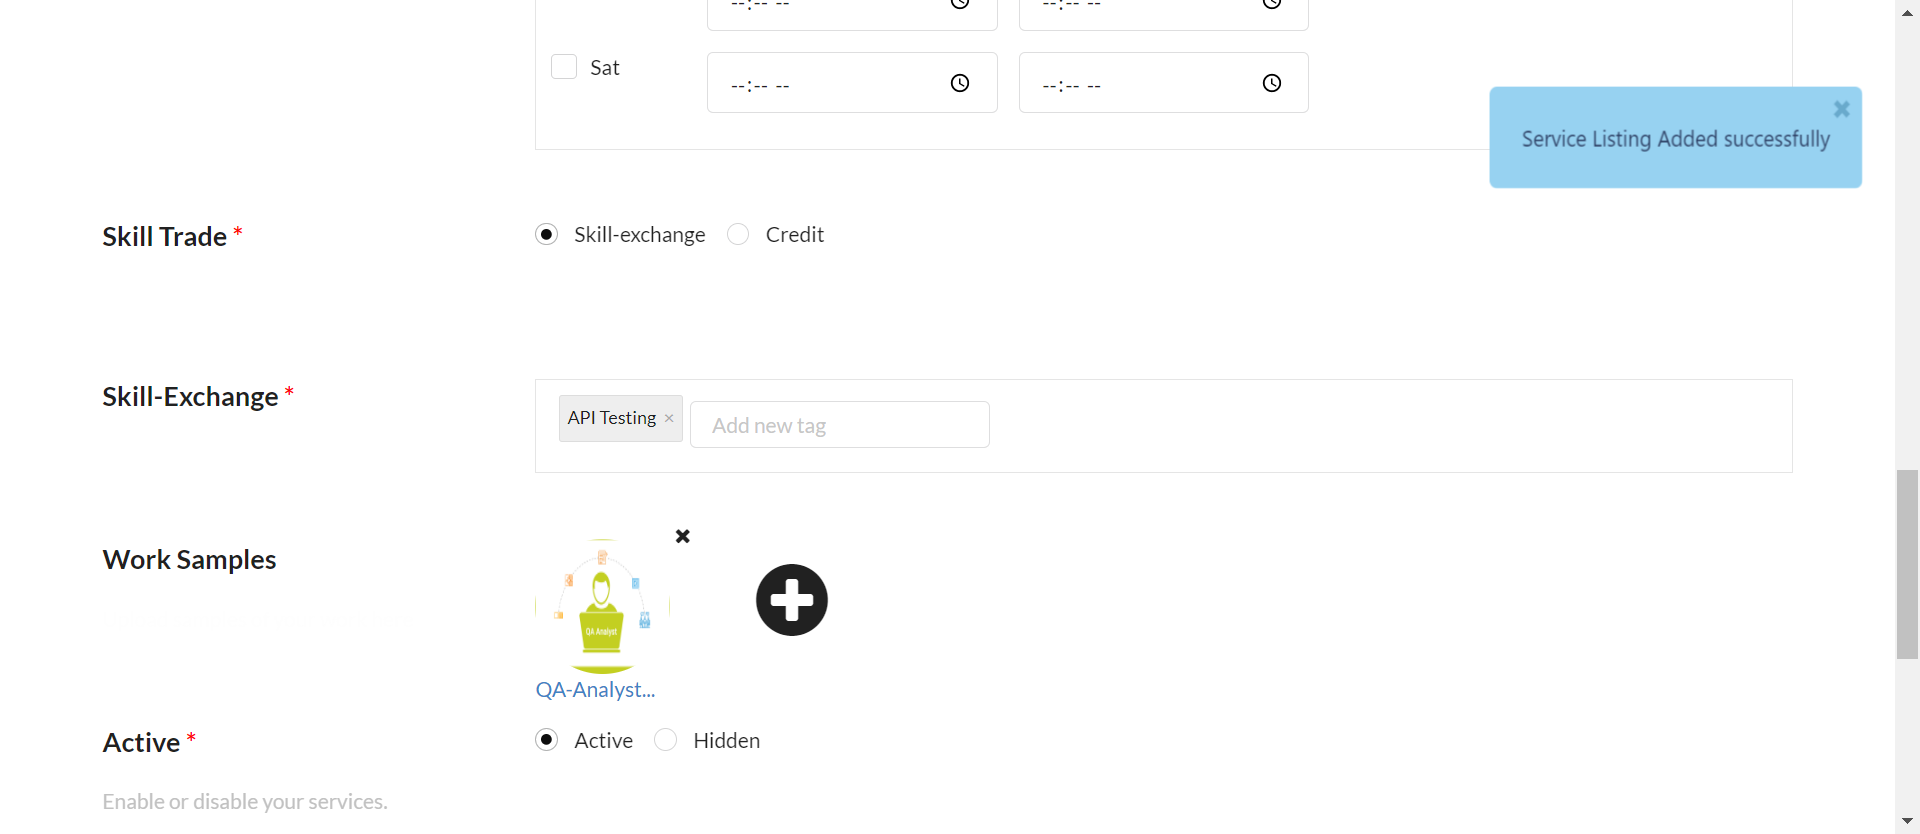 --:-- -- --:-- --
Sat --:-- -- --:-- --
Service Listing Added successfully
Skill Trade * Skill-exchange Credit
Skill-Exchange * API Testing × Add new tag
Work Samples
QA Analyst
QA-Analyst...
Active * Active Hidden
Enable or disable your services.